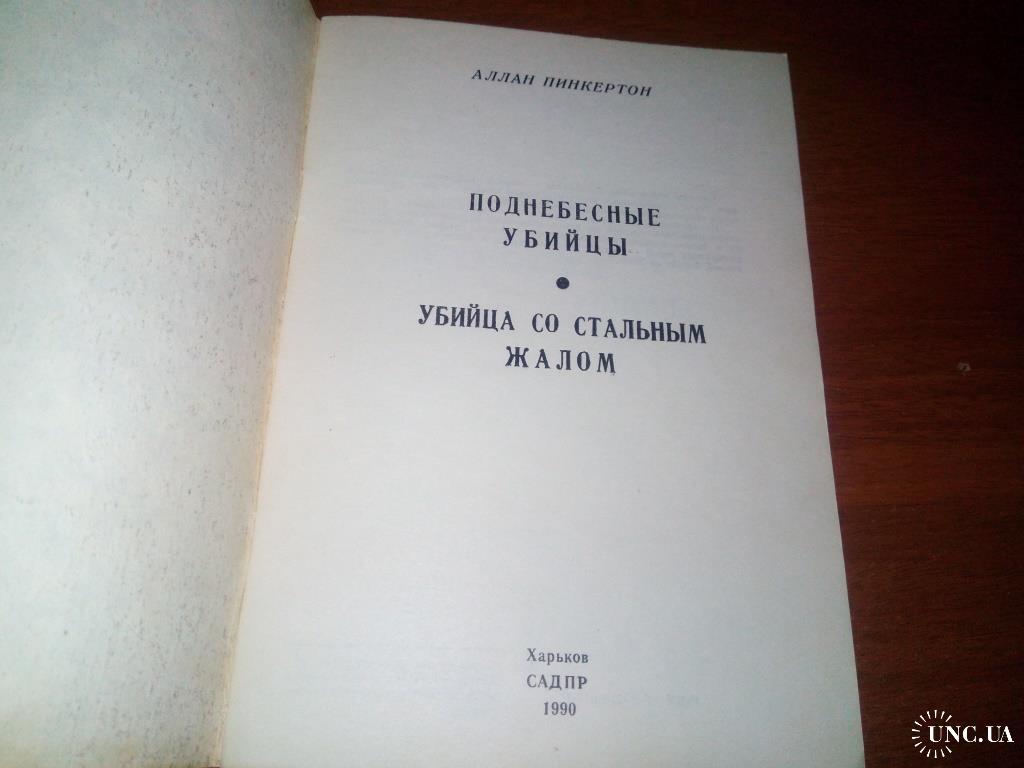 АЛЛАН ПИНКЕРТОН
ПОДНЕБЕСНЫЕ
УБИЙЦЫ
•
УБИЙЦА СО СТАЛЬНЫМ
ЖАЛОМ
Харьков
САДПР
1990
UNC.UA